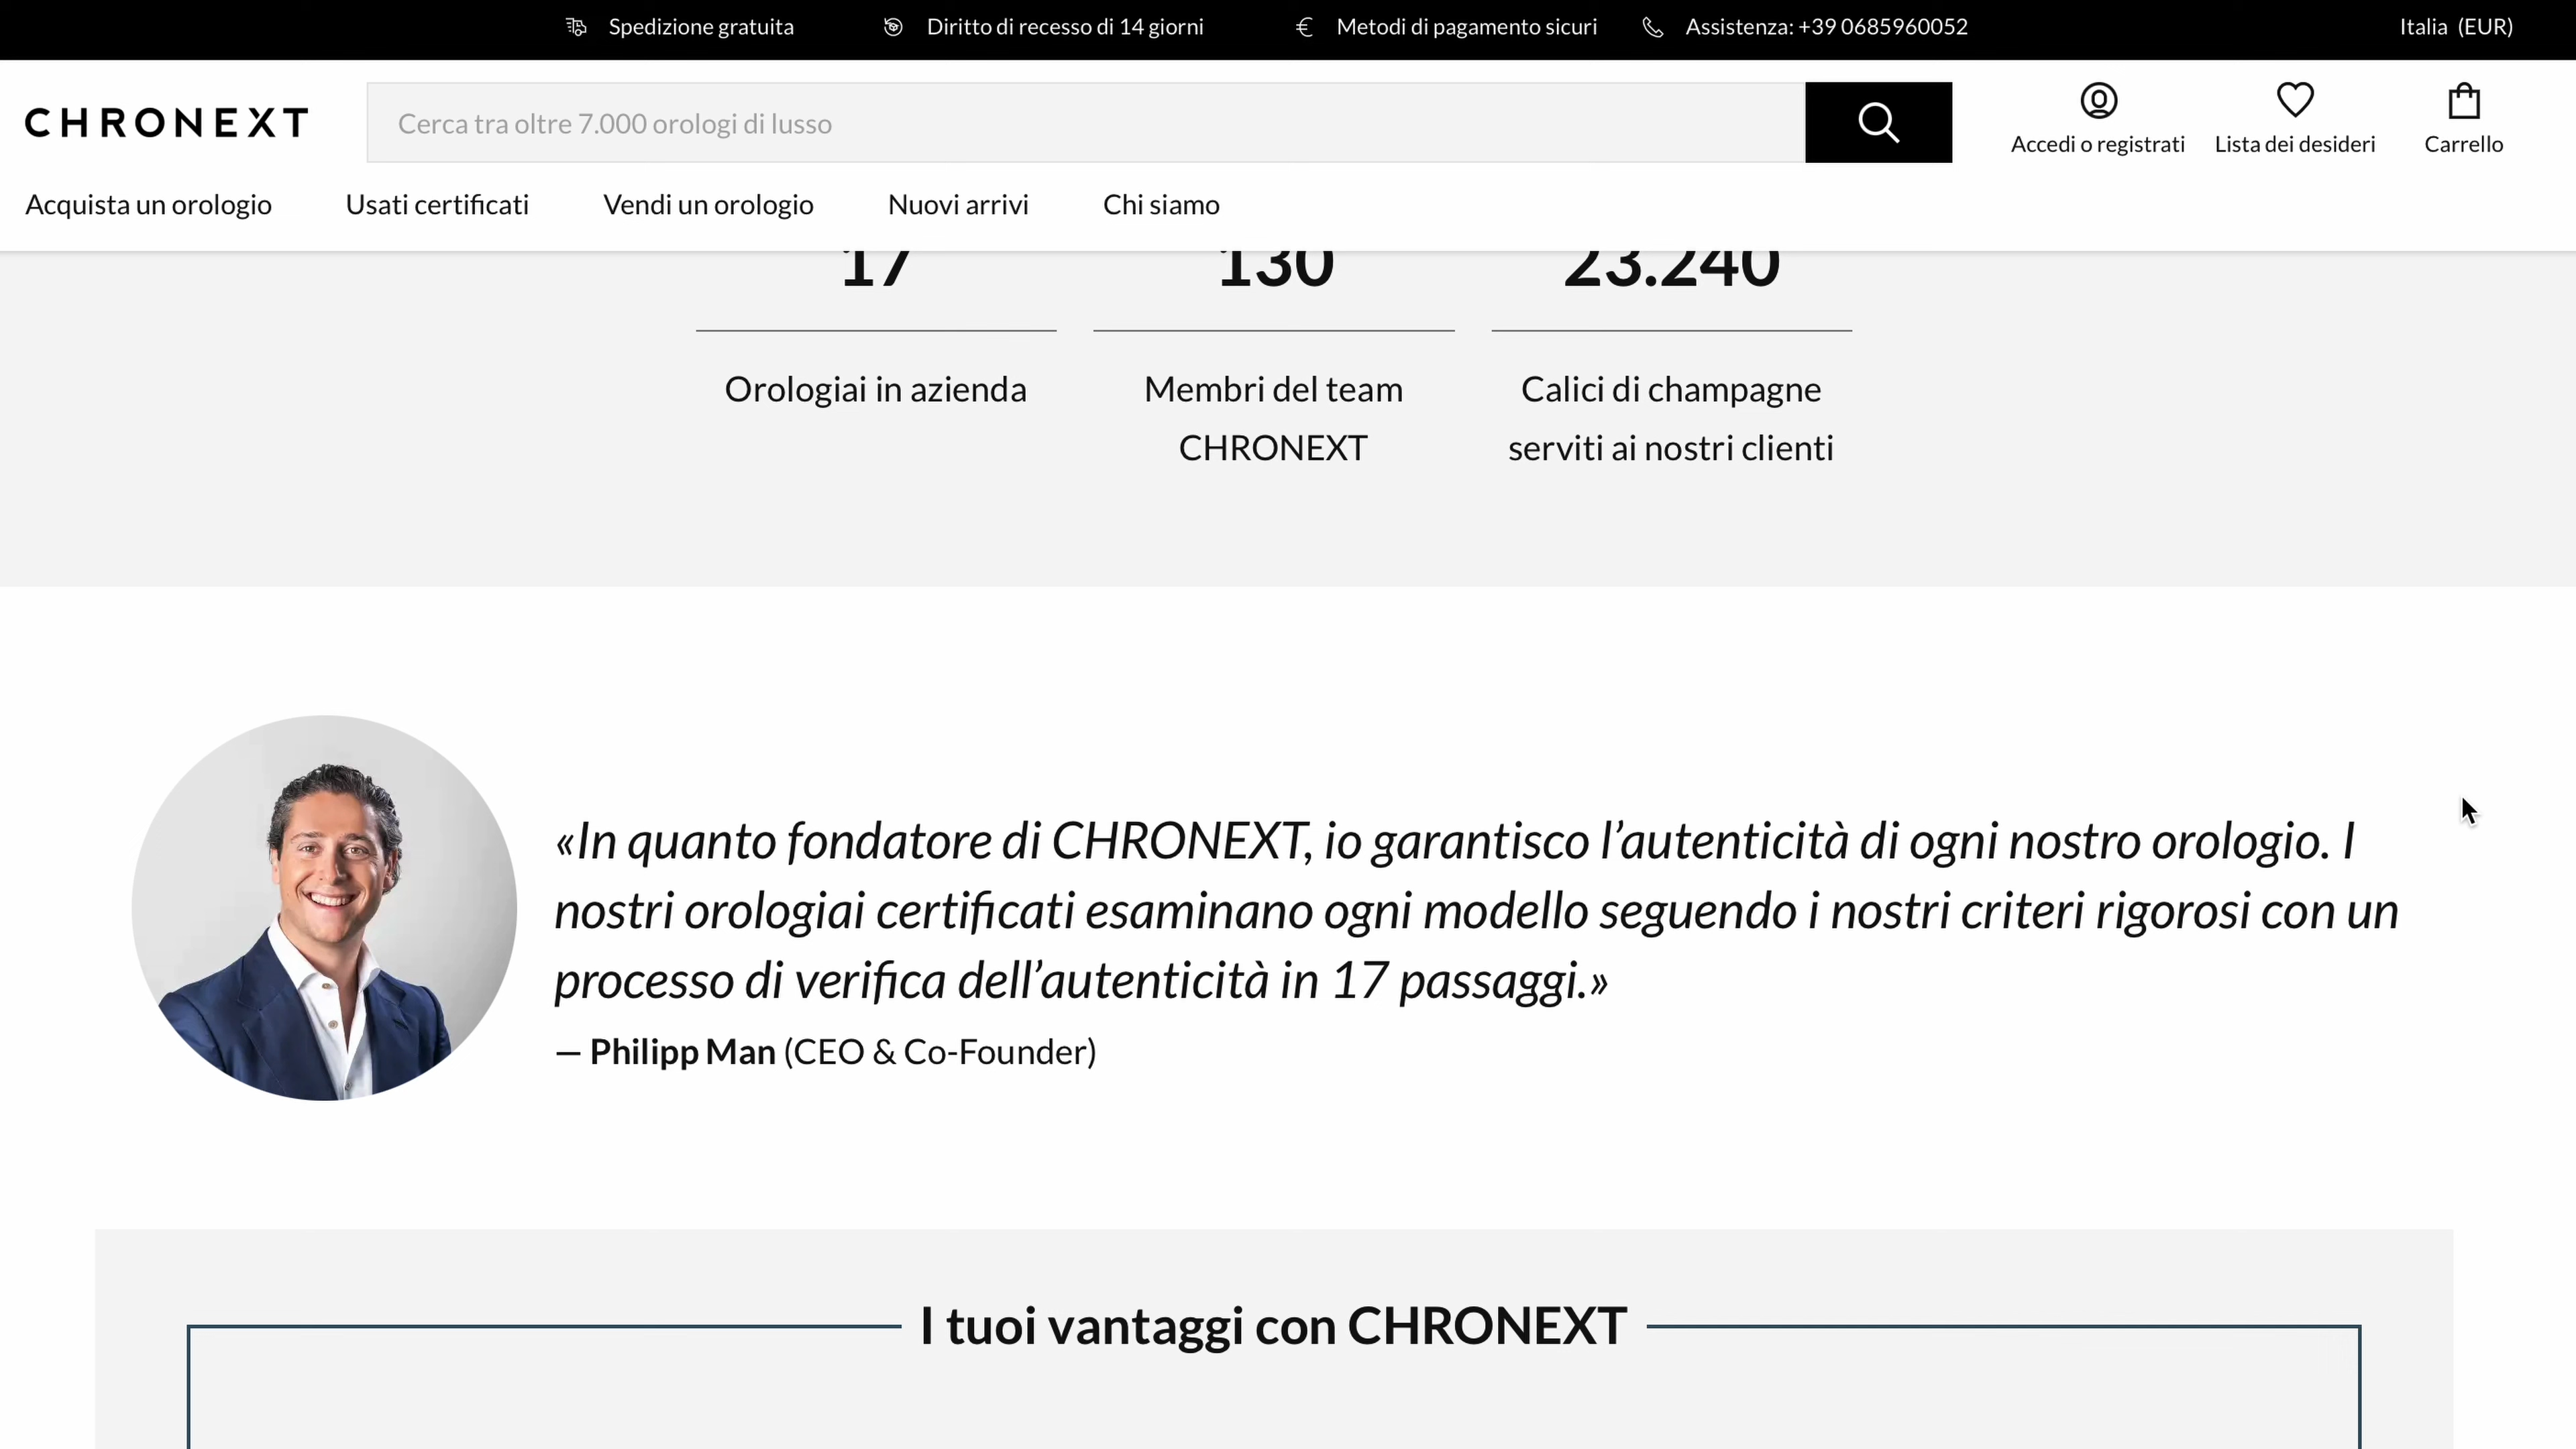 Spedizione gratuita
Diritto di recesso di 14 giorni
Metodi di pagamento sicuri
Assistenza: +39 0685960052
Italia (EUR)
CHRONEXT
Cerca tra oltre 7.000 orologi di lusso
Accedi o registrati
Lista dei desideri
Carrello
Acquista un orologio
Usati certificati
Vendi un orologio
Nuovi arrivi
Chi siamo
17
130
23.240
Orologiai in azienda
Membri del team
CHRONEXT
Calici di champagne
serviti ai nostri clienti
«In quanto fondatore di CHRONEXT, io garantisco l’autenticità di ogni nostro orologio. I
nostri orologiai certificati esaminano ogni modello seguendo i nostri criteri rigorosi con un
processo di verifica dell’autenticità in 17 passaggi.»
— Philipp Man (CEO & Co-Founder)
I tuoi vantaggi con CHRONEXT